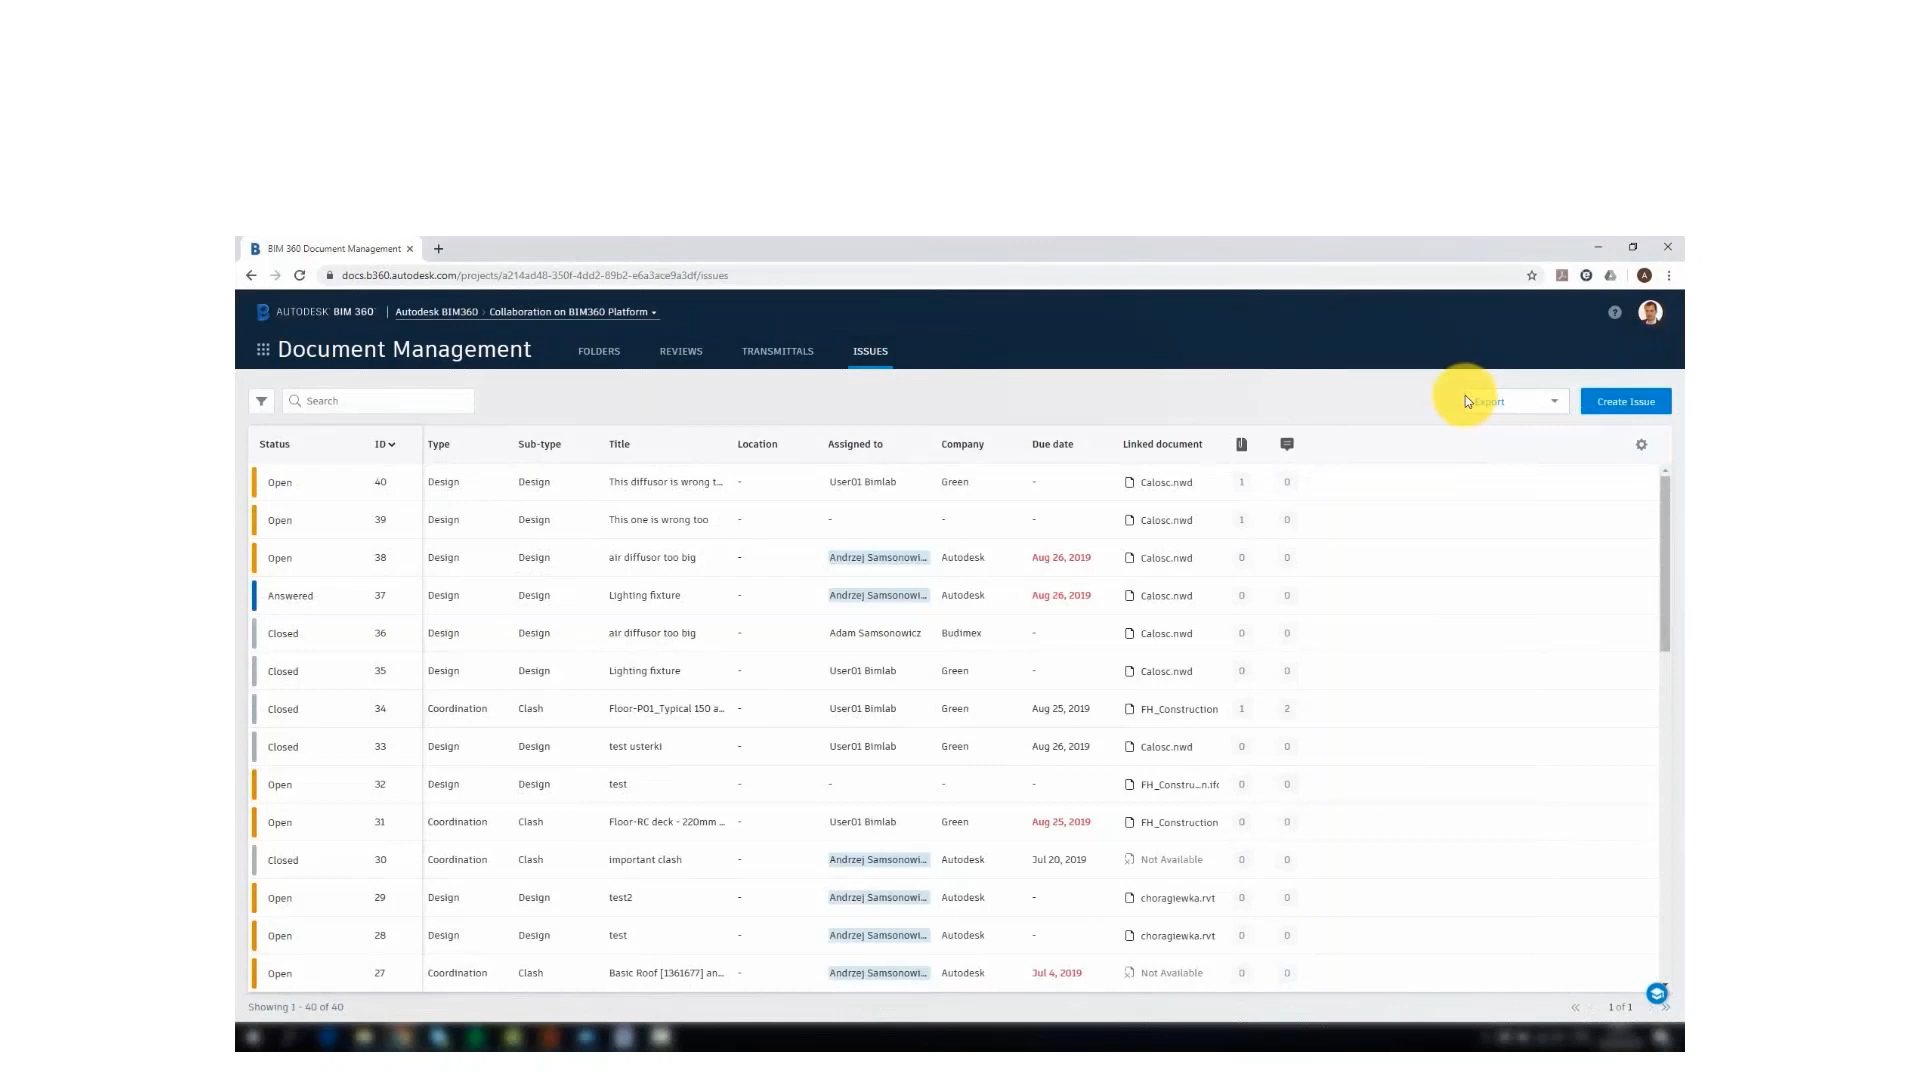 BIM 360 Document Management
docs.b360.autodesk.com/projects/a214ad48-350f-4dd2-89b2-e6a3ace9a3df/issues
AUTODESK® BIM 360 | Autodesk BIM360 > Collaboration on BIM360 Platform
Document Management FOLDERS REVIEWS TRANSMITTALS ISSUES
Search Export Create Issue
Status ID Type Sub-type Title Location Assigned to Company Due date Linked document
Open 40 Design Design This diffusor is wrong t... - User01 Bimlab Green - Calosc.nwd 1 0
Open 39 Design Design This one is wrong too - - - - Calosc.nwd 1 0
Open 38 Design Design air diffusor too big - Andrzej Samsonowi... Autodesk Aug 26, 2019 Calosc.nwd 0 0
Answered 37 Design Design Lighting fixture - Andrzej Samsonowi... Autodesk Aug 26, 2019 Calosc.nwd 0 0
Closed 36 Design Design air diffusor too big - Adam Samsonowicz Budimex - Calosc.nwd 0 0
Closed 35 Design Design Lighting fixture - User01 Bimlab Green - Calosc.nwd 0 0
Closed 34 Coordination Clash Floor-P01_Typical 150 a... - User01 Bimlab Green Aug 25, 2019 FH_Construction 1 2
Closed 33 Design Design test usterki - User01 Bimlab Green Aug 26, 2019 Calosc.nwd 0 0
Open 32 Design Design test - - - - FH_Constru...n.ifc 0 0
Open 31 Coordination Clash Floor-RC deck - 220mm ... - User01 Bimlab Green Aug 25, 2019 FH_Construction 0 0
Closed 30 Coordination Clash important clash - Andrzej Samsonowi... Autodesk Jul 20, 2019 Not Available 0 0
Open 29 Design Design test2 - Andrzej Samsonowi... Autodesk - choragiewka.rvt 0 0
Open 28 Design Design test - Andrzej Samsonowi... Autodesk - choragiewka.rvt 0 0
Open 27 Coordination Clash Basic Roof [1361677] an... - Andrzej Samsonowi... Autodesk Jul 4, 2019 Not Available 0 0
Showing 1 - 40 of 40 1 of 1